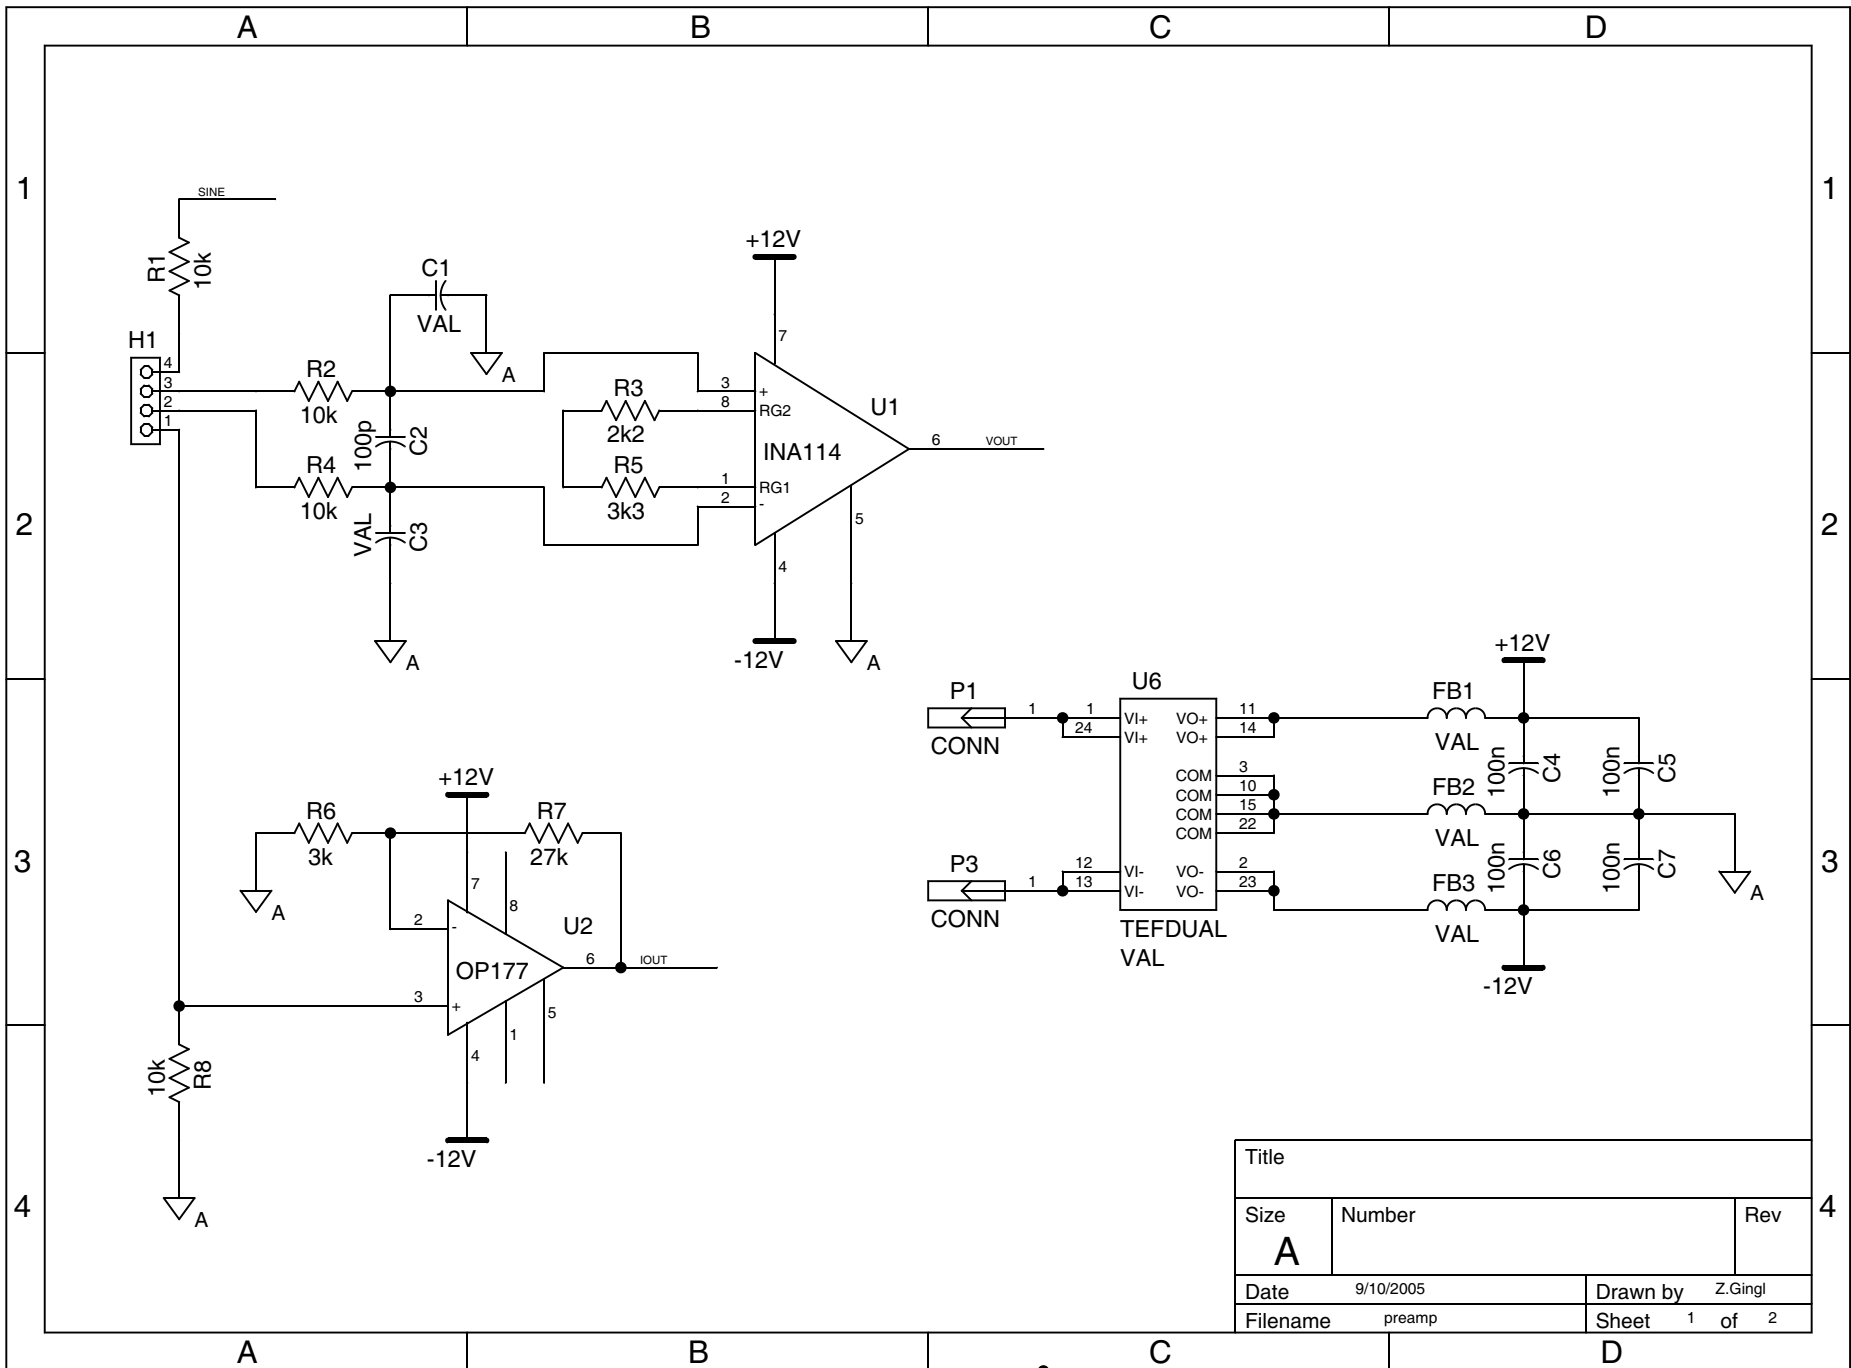 A B C D
1 1
SINE
R1 10k
+12V
C1
VAL
A
7
H1
4
3
2
1
R2
10k
100p C2
R4
10k
VAL C3
A
R3
2k2
R5
3k3
3 +
8 RG2
U1
INA114
6 VOUT
1 RG1
2 -
5
4
-12V
A
2 2
+12V
P1
CONN
1
U6
1 VI+ VO+ 11
24 VI+ VO+ 14
COM 3
COM 10
COM 15
COM 22
12 VI- VO- 2
13 VI- VO- 23
TEFDUAL
VAL
P3
CONN
1
FB1
VAL
FB2
VAL
FB3
VAL
100n C4
100n C5
100n C6
100n C7
A
-12V
3 3
+12V
R6
3k
A
R7
27k
7
8
2 -
U2
OP177
6 IOUT
3 +
5
1
4
-12V
10k R8
A
4 4
Title
Size Number Rev
A
Date 9/10/2005 Drawn by Z.Gingl
Filename preamp Sheet 1 of 2
A B C D